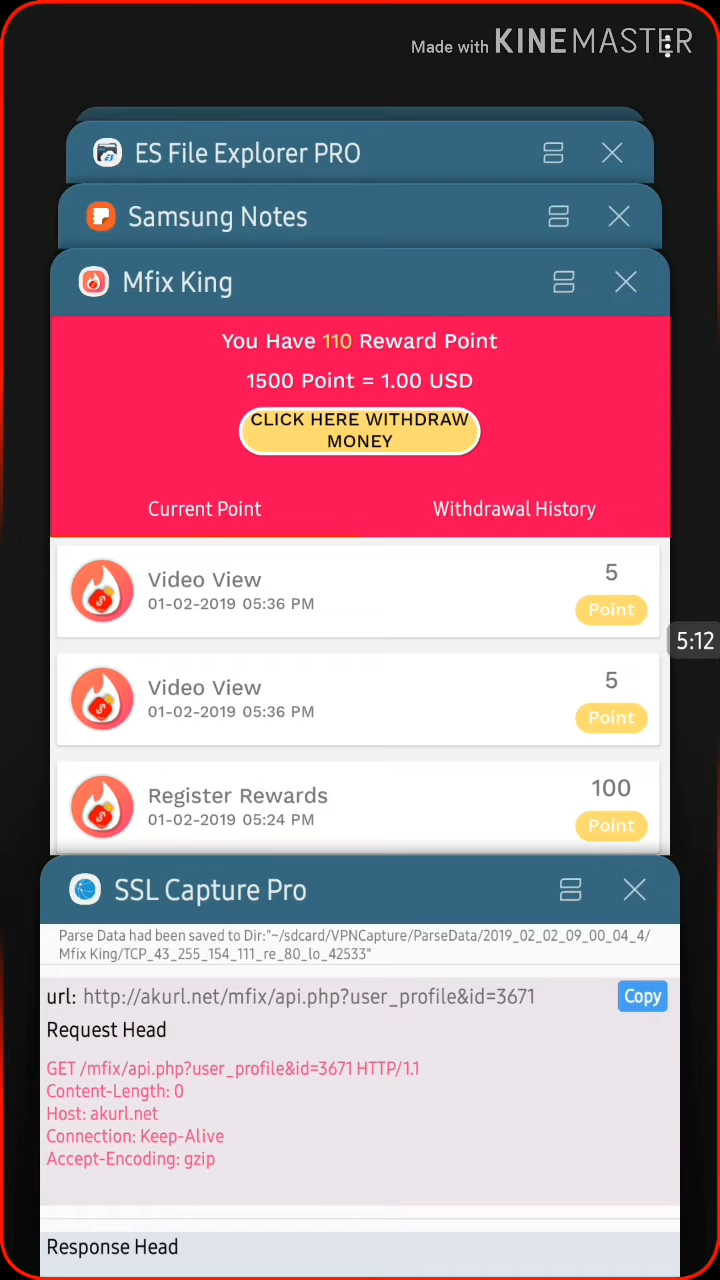 Made with KINEMASTER
ES File Explorer PRO
Samsung Notes
Mfix King
You Have 110 Reward Point
1500 Point = 1.00 USD
CLICK HERE WITHDRAW
MONEY
Current Point Withdrawal History
Video View 5
01-02-2019 05:36 PM Point
5:12
Video View 5
01-02-2019 05:36 PM Point
Register Rewards 100
01-02-2019 05:24 PM Point
SSL Capture Pro
Parse Data had been saved to Dir:"~/sdcard/VPNCapture/ParseData/2019_02_02_09_00_04_4/
Mfix King/TCP_43_255_154_111_re_80_lo_42533"
url: http://akurl.net/mfix/api.php?user_profile&id=3671 Copy
Request Head
GET /mfix/api.php?user_profile&id=3671 HTTP/1.1
Content-Length: 0
Host: akurl.net
Connection: Keep-Alive
Accept-Encoding: gzip
Response Head